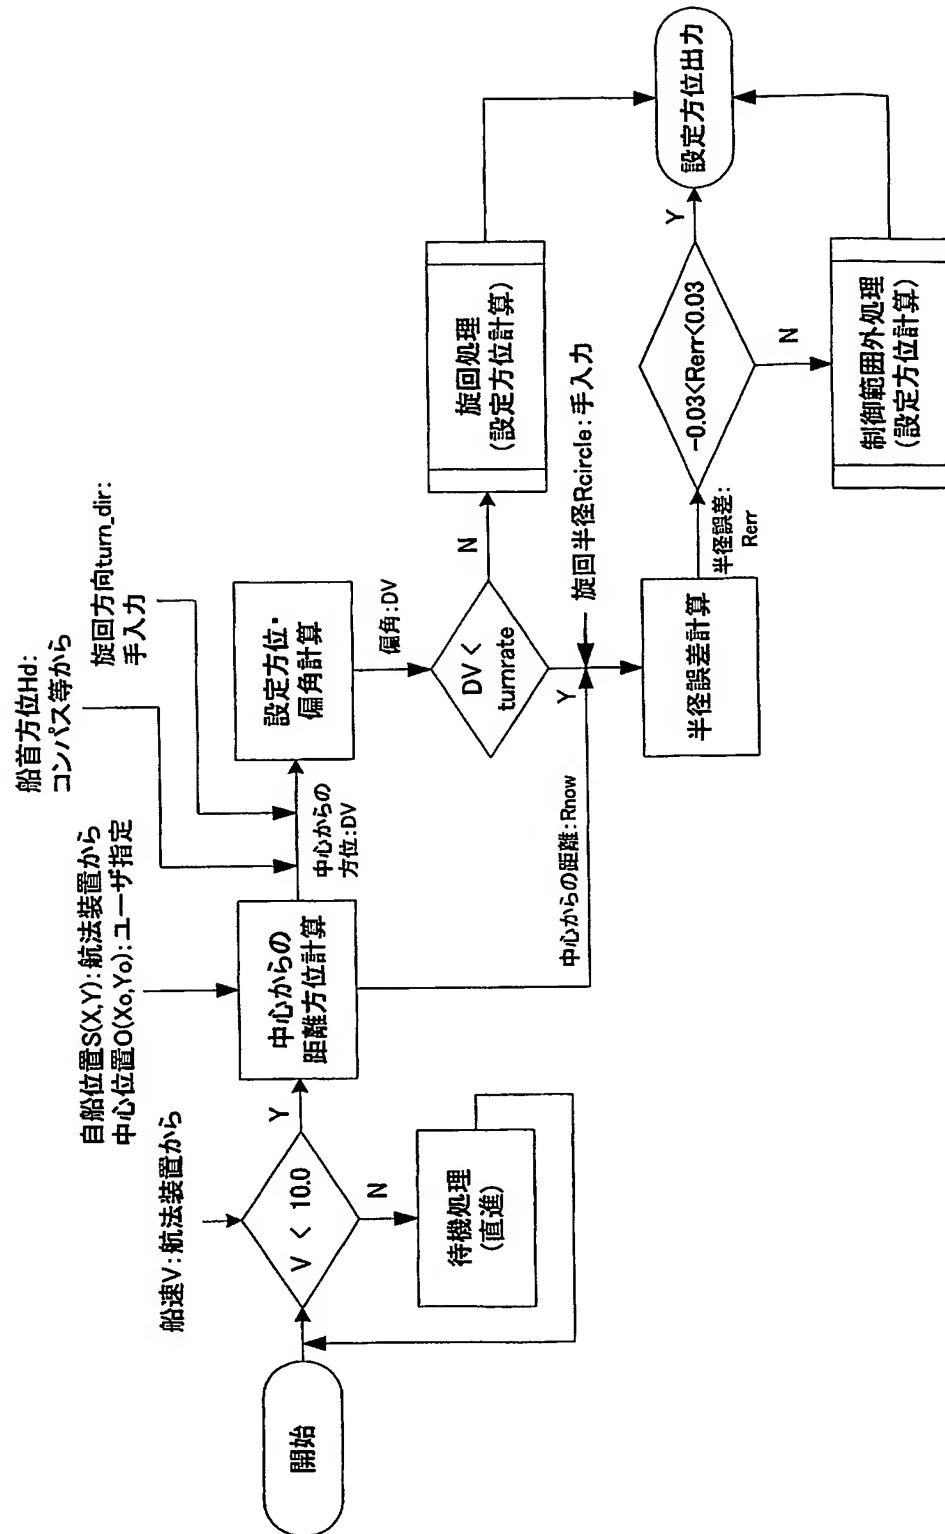 開始
船速V:航法装置から
V < 10.0
Y
N
待機処理
(直進)
自船位置S(X,Y):航法装置から
中心位置O(Xo,Yo):ユーザ指定
中心からの
距離方位計算
船首方位Hd:
コンパス等から
旋回方向turn_dir:
手入力
中心からの
方位:DV
設定方位・
偏角計算
偏角:DV
DV <
turnrate
N
Y
旋回処理
(設定方位計算)
中心からの距離:Rnow
旋回半径Rcircle:手入力
半径誤差計算
半径誤差:
Rerr
-0.03<Rerr<0.03
Y
N
制御範囲外処理
(設定方位計算)
設定方位出力